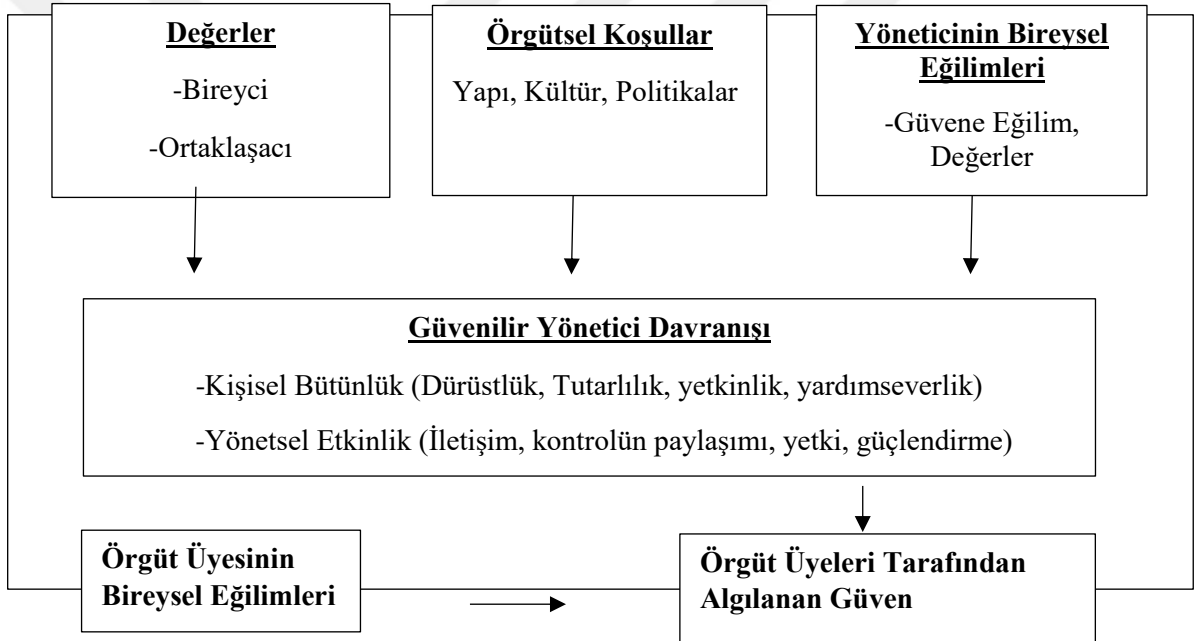 Değerler
-Bireyci
-Ortaklaşacı
Örgütsel Koşullar
Yapı, Kültür, Politikalar
Yöneticinin Bireysel
Eğilimleri
-Güvene Eğilim,
Değerler
Güvenilir Yönetici Davranışı
-Kişisel Bütünlük (Dürüstlük, Tutarlılık, yetkinlik, yardımseverlik)
-Yönetsel Etkinlik (İletişim, kontrolün paylaşımı, yetki, güçlendirme)
Örgüt Üyesinin
Bireysel Eğilimleri
Örgüt Üyeleri Tarafından
Algılanan Güven